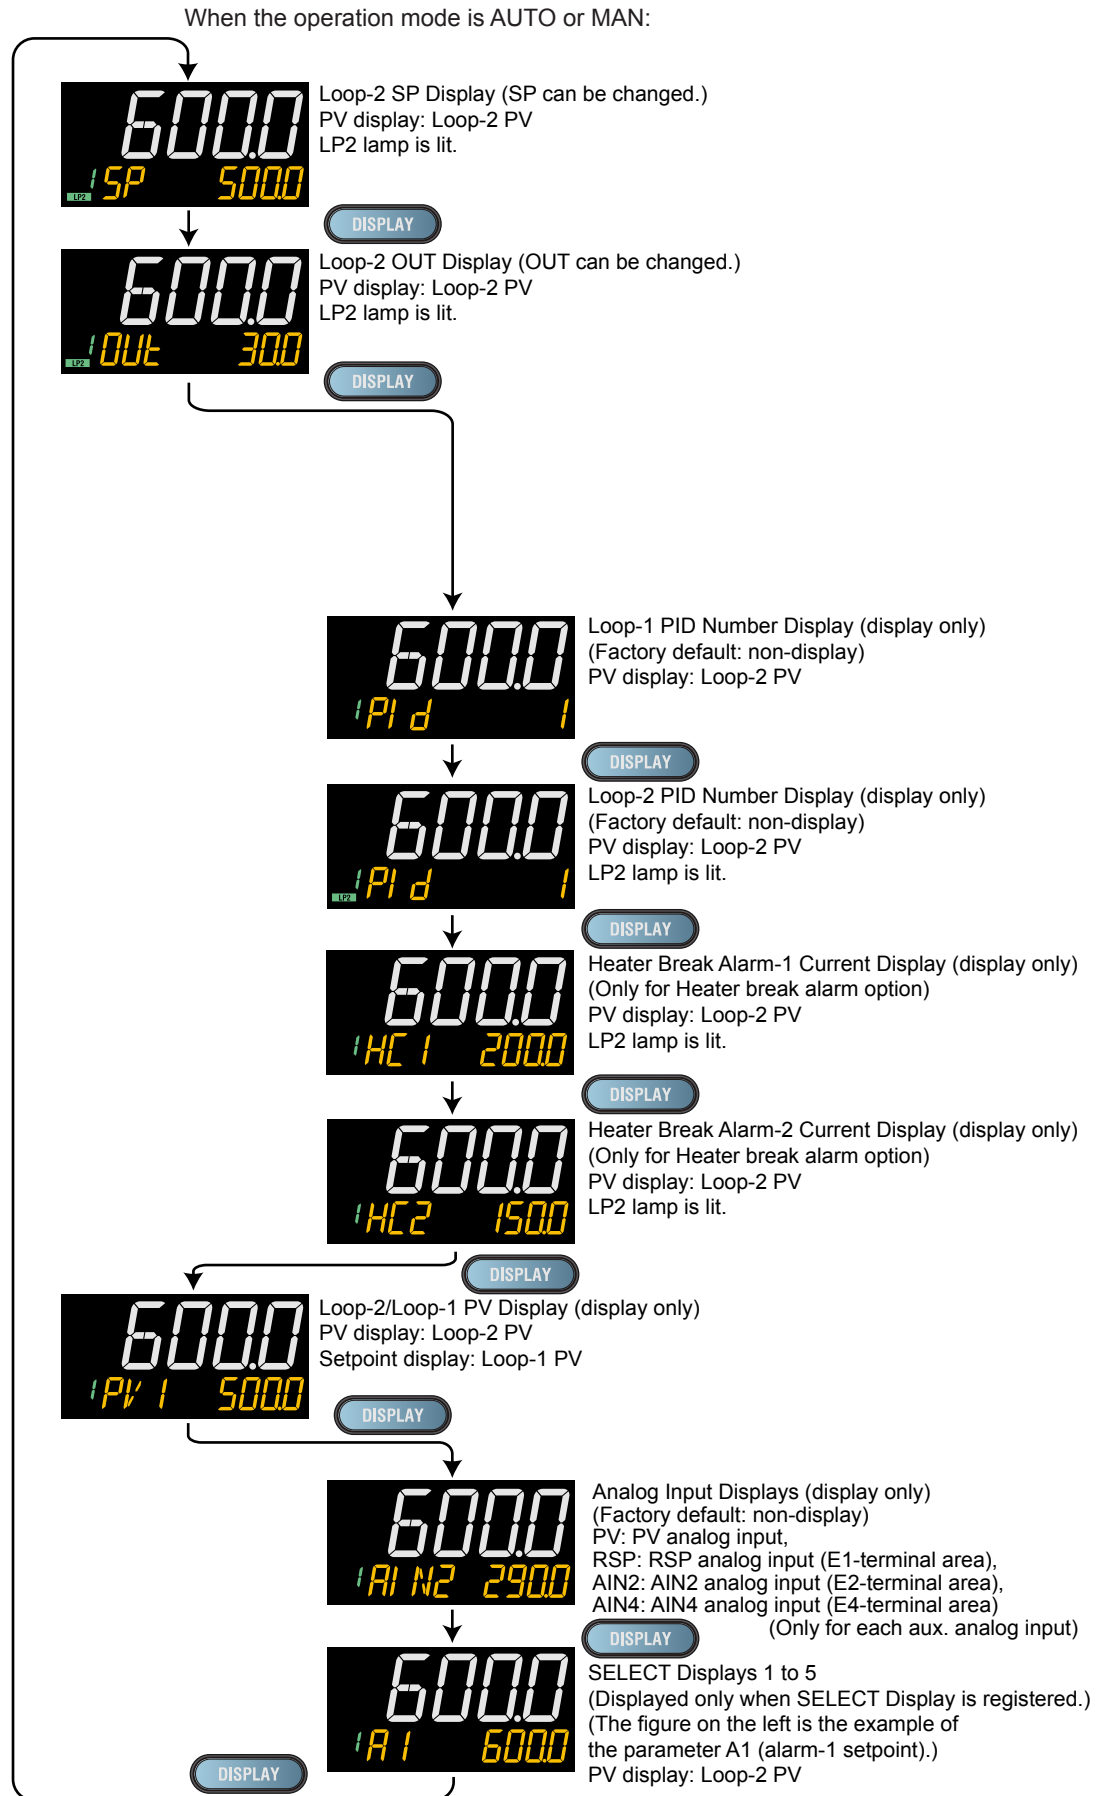 When the operation mode is AUTO or MAN:
600.0
Loop-2 SP Display (SP can be changed.)
PV display: Loop-2 PV
LP2 lamp is lit.
LP2 1 SP 500.0
DISPLAY
600.0
Loop-2 OUT Display (OUT can be changed.)
PV display: Loop-2 PV
LP2 lamp is lit.
LP2 1 OUt 30.0
DISPLAY
600.0
Loop-1 PID Number Display (display only)
(Factory default: non-display)
PV display: Loop-2 PV
1 PId 1
DISPLAY
600.0
Loop-2 PID Number Display (display only)
(Factory default: non-display)
PV display: Loop-2 PV
LP2 lamp is lit.
LP2 1 PId 1
DISPLAY
600.0
Heater Break Alarm-1 Current Display (display only)
(Only for Heater break alarm option)
PV display: Loop-2 PV
LP2 lamp is lit.
1 HC1 200.0
DISPLAY
600.0
Heater Break Alarm-2 Current Display (display only)
(Only for Heater break alarm option)
PV display: Loop-2 PV
LP2 lamp is lit.
1 HC2 150.0
DISPLAY
600.0
Loop-2/Loop-1 PV Display (display only)
PV display: Loop-2 PV
Setpoint display: Loop-1 PV
1 PV1 500.0
DISPLAY
600.0
Analog Input Displays (display only)
(Factory default: non-display)
PV: PV analog input,
RSP: RSP analog input (E1-terminal area),
AIN2: AIN2 analog input (E2-terminal area),
AIN4: AIN4 analog input (E4-terminal area)
(Only for each aux. analog input)
1 AIN2 290.0
DISPLAY
600.0
SELECT Displays 1 to 5
(Displayed only when SELECT Display is registered.)
(The figure on the left is the example of
the parameter A1 (alarm-1 setpoint).)
PV display: Loop-2 PV
1 A1 600.0
DISPLAY